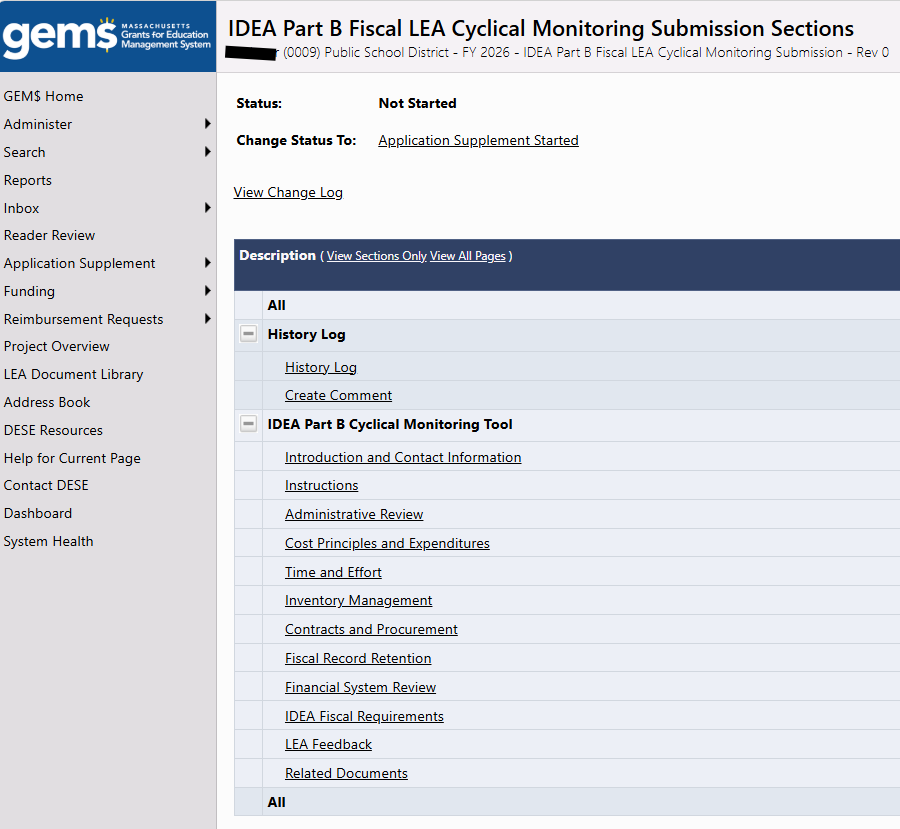 gem$ MASSACHUSETTS
Grants for Education
Management System
IDEA Part B Fiscal LEA Cyclical Monitoring Submission Sections
(0009) Public School District - FY 2026 - IDEA Part B Fiscal LEA Cyclical Monitoring Submission - Rev 0
GEM$ Home
Administer
Search
Reports
Inbox
Reader Review
Application Supplement
Funding
Reimbursement Requests
Project Overview
LEA Document Library
Address Book
DESE Resources
Help for Current Page
Contact DESE
Dashboard
System Health
Status: Not Started
Change Status To: Application Supplement Started
View Change Log
Description ( View Sections Only View All Pages )
All
History Log
History Log
Create Comment
IDEA Part B Cyclical Monitoring Tool
Introduction and Contact Information
Instructions
Administrative Review
Cost Principles and Expenditures
Time and Effort
Inventory Management
Contracts and Procurement
Fiscal Record Retention
Financial System Review
IDEA Fiscal Requirements
LEA Feedback
Related Documents
All